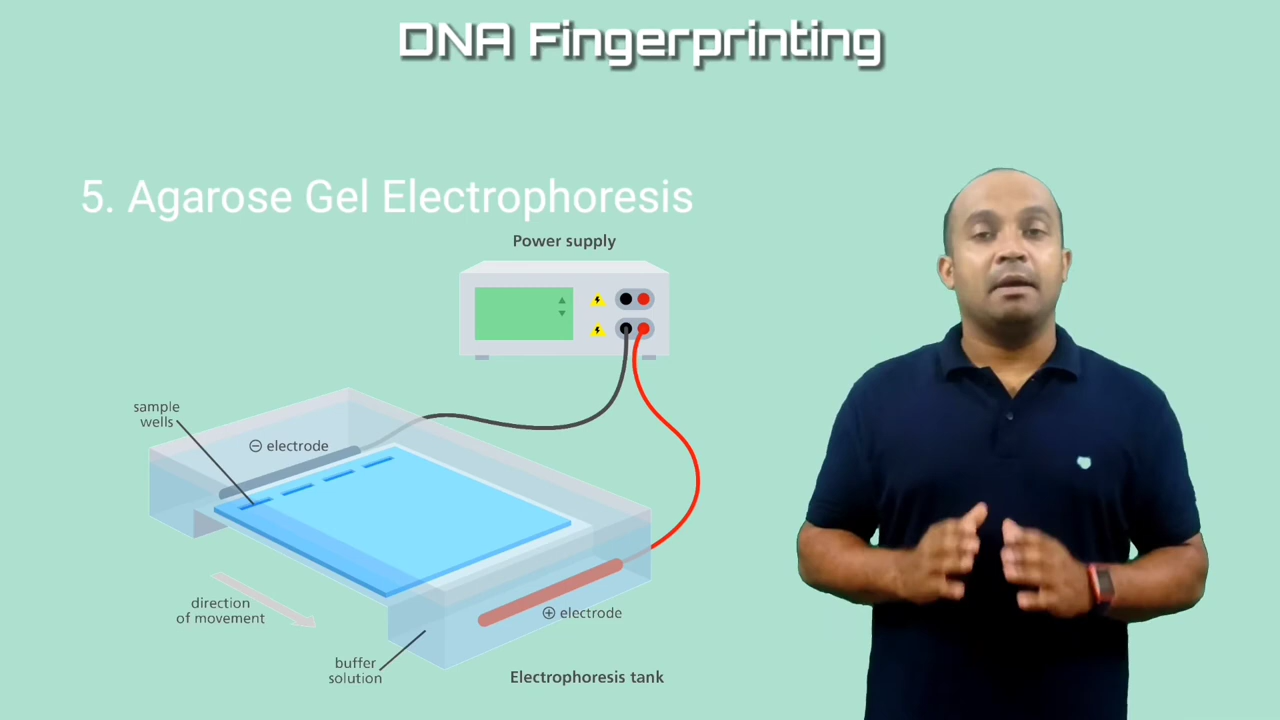 DNA Fingerprinting
5. Agarose Gel Electrophoresis
Power supply
sample
wells
⊖ electrode
direction
of movement
⊕ electrode
buffer
solution
Electrophoresis tank